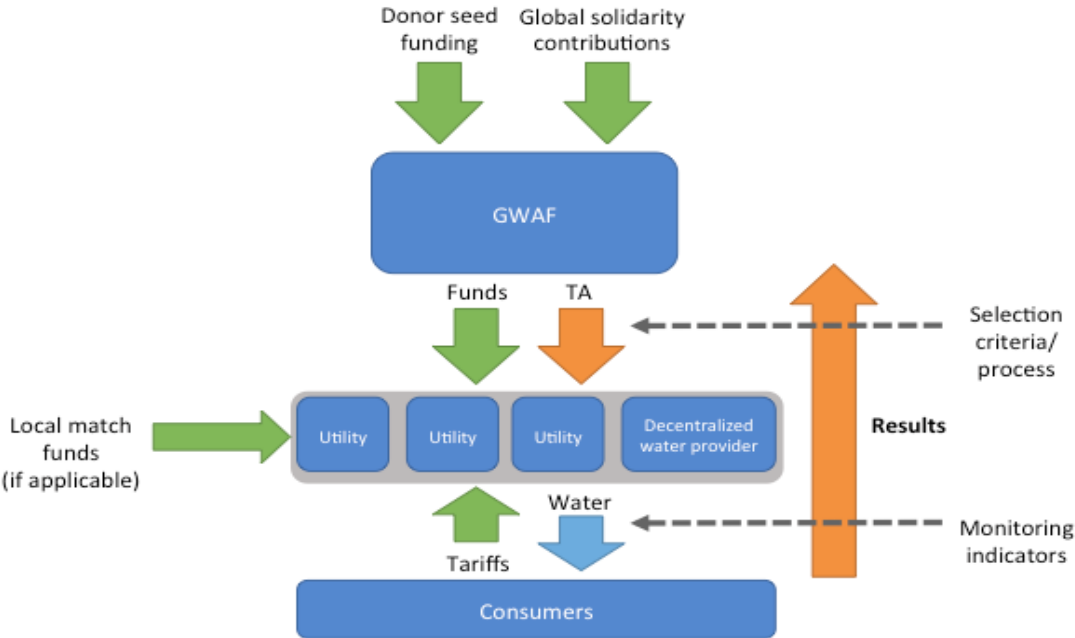 Donor seed
funding
Global solidarity
contributions
GWAF
Funds
TA
Selection
criteria/
process
Local match
funds
(if applicable)
Utility
Utility
Utility
Decentralized
water provider
Results
Water
Tariffs
Monitoring
indicators
Consumers